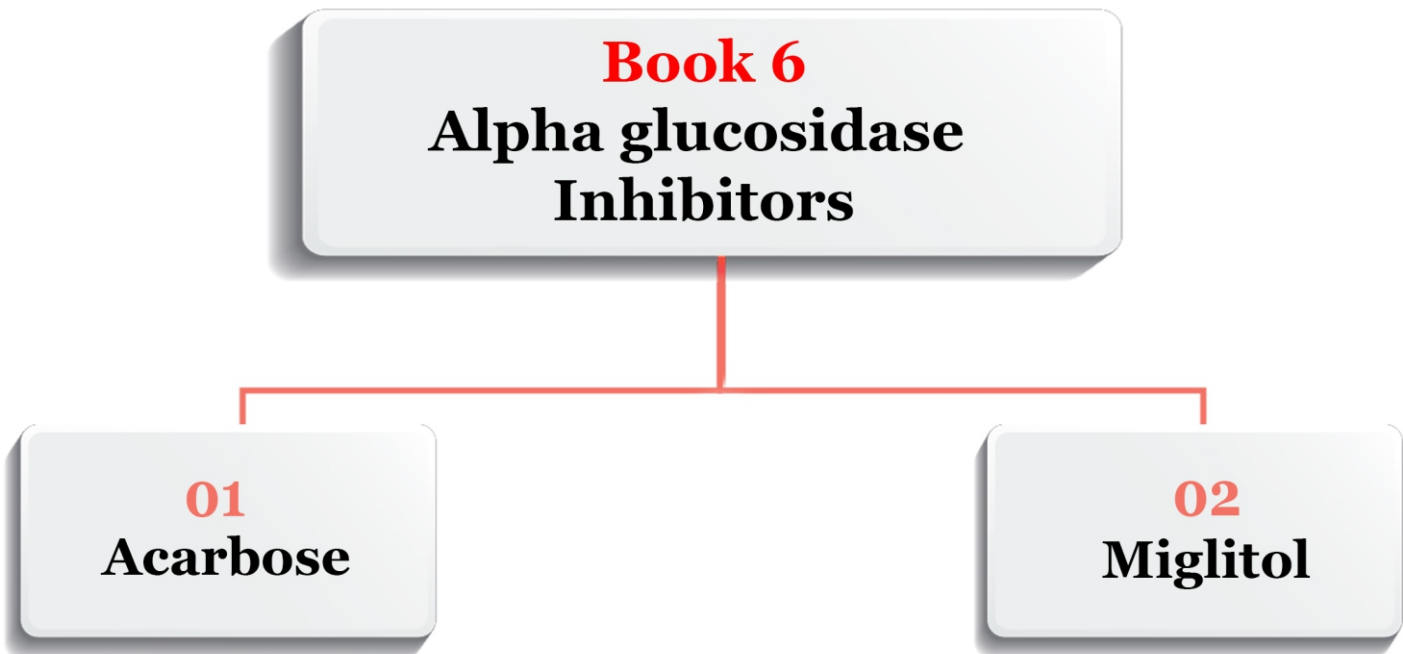 Book 6
Alpha glucosidase
Inhibitors
01
Acarbose
02
Miglitol